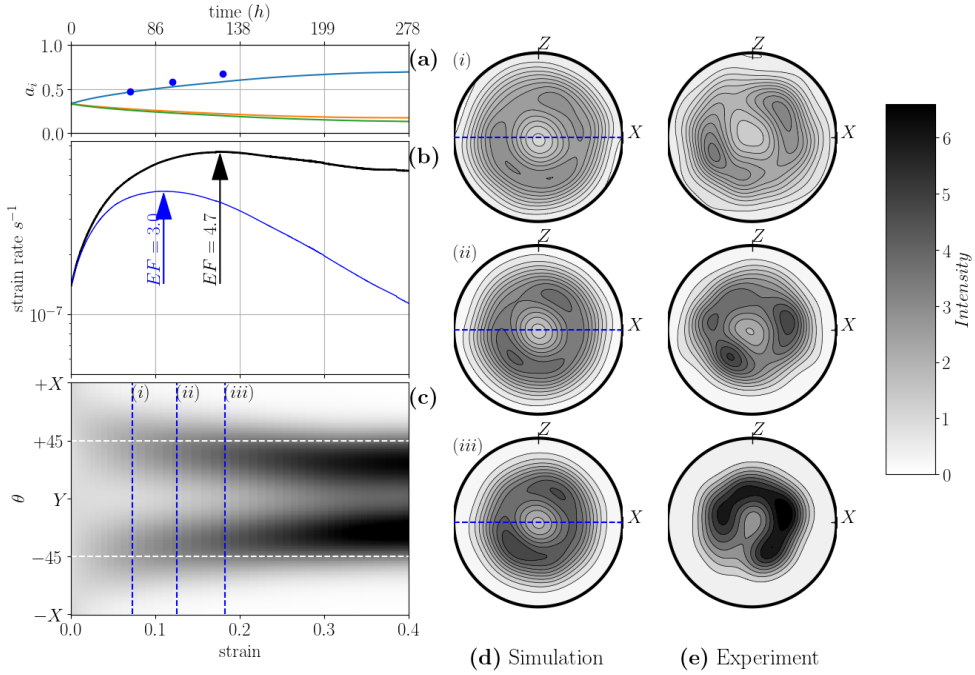 time (h)
0 86 138 199 278
1.0
0.5
0.0
a_i
(a)
(b)
strain rate s^{-1}
10^{-7}
EF = 3.0
EF = 4.7
(c)
+X
+45
Y
−45
−X
θ
(i) (ii) (iii)
0.0 0.1 0.2 0.3 0.4
strain
(i) Z X Z X
(ii) Z X Z X
(iii) Z X Z X
(d) Simulation (e) Experiment
6
5
4
3
2
1
0
Intensity